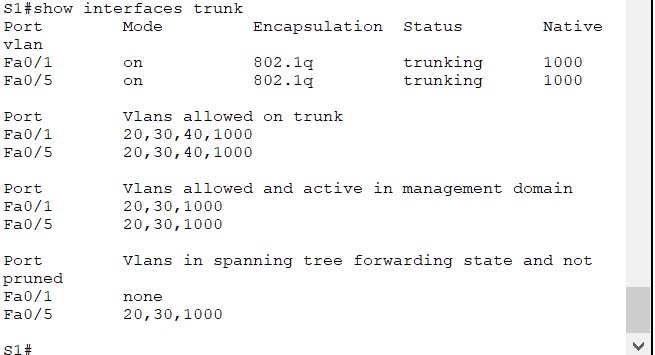 S1#show interfaces trunk
Port        Mode         Encapsulation  Status        Native
vlan
Fa0/1       on           802.1q         trunking      1000
Fa0/5       on           802.1q         trunking      1000
Port        Vlans allowed on trunk
Fa0/1       20,30,40,1000
Fa0/5       20,30,40,1000
Port        Vlans allowed and active in management domain
Fa0/1       20,30,1000
Fa0/5       20,30,1000
Port        Vlans in spanning tree forwarding state and not
pruned
Fa0/1       none
Fa0/5       20,30,1000
S1#